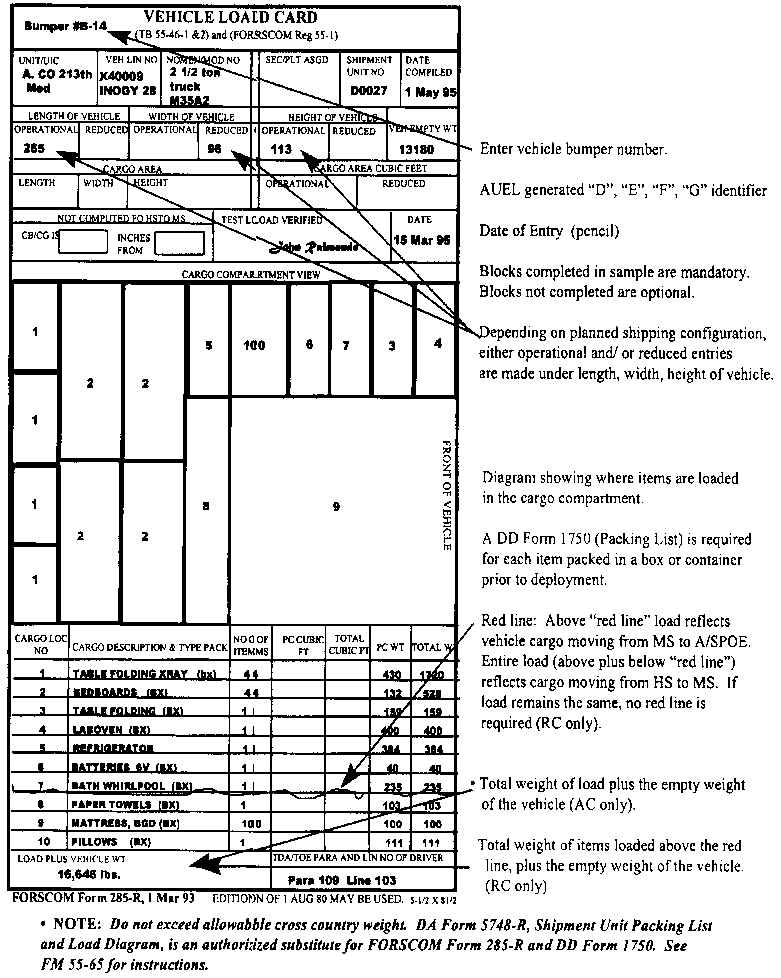 VEHICLE LOALD CARD
Bumper #B-14
(TB 55-46-1 &2) and (FORRSCOM Reg 55-1)
UNIT/UIC VEH LIN NO NOMEN/MOD NO SEC/PLT ASGD SHIPMENT UNIT NO DATE COMPILED
A. CO 213th Med X40009 INOGY 28 2 1/2 ton truck M35A2 D0027 1 May 95
LENGTH OF VEHICLE WIDTH OF VEHICLE HEIGHT OF VEHICLE
OPERATIONAL REDUCED OPERATIONAL REDUCED OPERATIONAL REDUCED VEH EMPTY WT
265 96 113 13180
CARGO AREA CARGO AREA CUBIC FEET
LENGTH WIDTH HEIGHT OPERATIONAL REDUCED
NOT COMPUTED FO HSTO MS TEST LLOAD VERIFIED DATE
CB/CG IS INCHES FROM 15 Mar 95
CARGO COMPARRTMENT VIEW
1 2 2 5 100 6 7 3 4
1
1 2 2 8 9
1
FRONT OF VEHICLE
CARGO LOC NO CARGO DESCRIPTION & TYPE PACK NO O OF ITEMMS PC CUBIC FT TOTAL CUBIC FT PC WT TOTAL W
1 TABLE FOLDING XRAY (bx) 4 4 430 1720
2 BEDBOARDS (BX) 4 4 132 528
3 TABLE FOLDING (BX) 1 159 159
4 LABOVEN (BX) 1 400 400
5 REFRIGERATOR 1 384 384
6 BATTERIES 6V (BX) 1 40 40
7 BATH WHIRLPOOL (BX) 1 235 235
8 PAPER TOWELS (BX) 1 103 103
9 MATTRESS, BGD (BX) 100 100 100
10 PILLOWS (BX) 1 111 111
LOAD PLUS VEHICLE WT TDA/TOE PARA AND LIN NO OF DRIVER
16,646 lbs. Para 109 Line 103
FORSCOM Form 285-R, 1 Mar 93 EDITIODN OF 1 AUG 80 MAY BE USED. 5-1/2 X 81/2
Enter vehicle bumper number.
AUEL generated “D”, “E”, “F”, “G” identifier
Date of Entry (pencil)
Blocks completed in sample are mandatory.
Blocks not completed are optional.
Depending on planned shipping configuration,
either operational and/ or reduced entries
are made under length, width, height of vehicle.
Diagram showing where items are loaded
in the cargo compartment.
A DD Form 1750 (Packing List) is required
for each item packed in a box or container
prior to deployment.
Red line: Above “red line” load reflects
vehicle cargo moving from MS to A/SPOE.
Entire load (above plus below “red line”)
reflects cargo moving from HS to MS. If
load remains the same, no red line is
required (RC only).
• Total weight of load plus the empty weight
of the vehicle (AC only).
Total weight of items loaded above the red
line, plus the empty weight of the vehicle.
(RC only)
• NOTE: Do not exceed allowabble cross country weight. DA Form 5748-R, Shipment Unit Packing List
and Load Diagram, is an authorized substitute for FORSCOM Form 285-R and DD Form 1750. See
FM 55-65 for instructions.